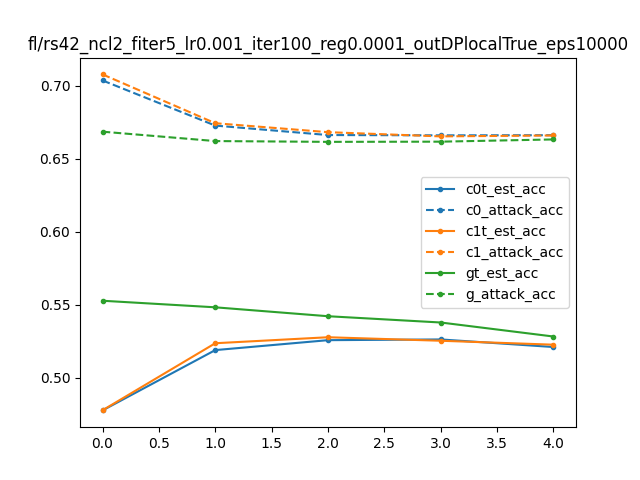 fl/rs42_ncl2_fiter5_lr0.001_iter100_reg0.0001_outDPlocalTrue_eps10000
0.70
0.65
0.60
0.55
0.50
c0t_est_acc
c0_attack_acc
c1t_est_acc
c1_attack_acc
gt_est_acc
g_attack_acc
0.0 0.5 1.0 1.5 2.0 2.5 3.0 3.5 4.0